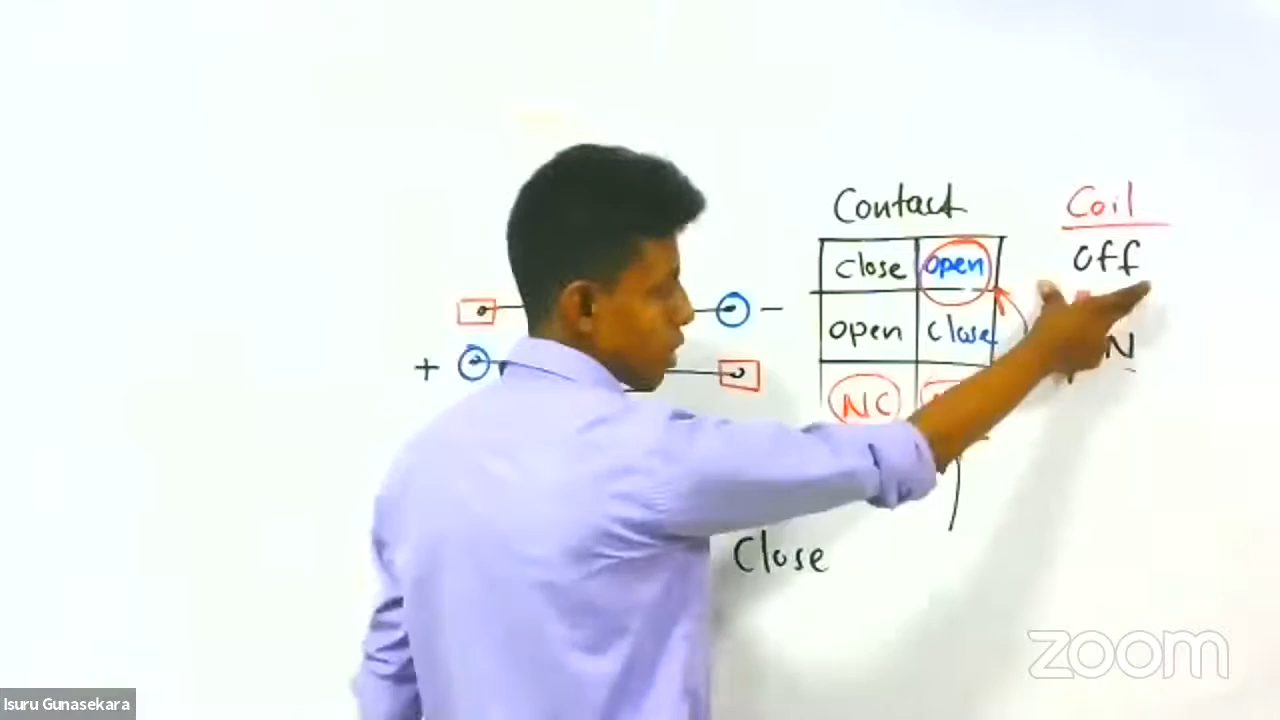 Contact Coil
close open Off
- open close N
+
NC
Close
zoom
Isuru Gunasekara